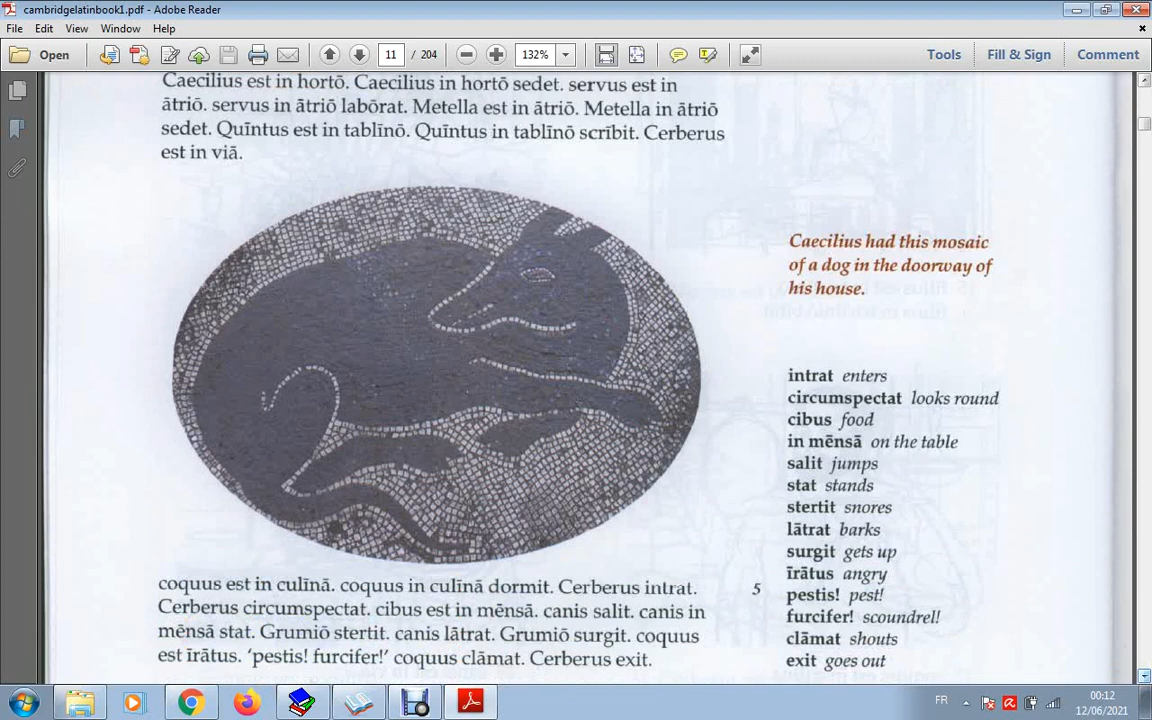 cambridgelatinbook1.pdf - Adobe Reader
File Edit View Window Help
Open 11 / 204 132% Tools Fill & Sign Comment
Caecilius est in hortō. Caecilius in hortō sedet. servus est in
ātriō. servus in ātriō labōrat. Metella est in ātriō. Metella in ātriō
sedet. Quīntus est in tablīnō. Quīntus in tablīnō scrībit. Cerberus
est in viā.
Caecilius had this mosaic
of a dog in the doorway of
his house.
coquus est in culīnā. coquus in culīnā dormit. Cerberus intrat. 5
Cerberus circumspectat. cibus est in mēnsā. canis salit. canis in
mēnsā stat. Grumiō stertit. canis lātrat. Grumiō surgit. coquus
est īrātus. ‘pestis! furcifer!’ coquus clāmat. Cerberus exit.
intrat enters
circumspectat looks round
cibus food
in mēnsā on the table
salit jumps
stat stands
stertit snores
lātrat barks
surgit gets up
īrātus angry
pestis! pest!
furcifer! scoundrel!
clāmat shouts
exit goes out
FR 00:12
12/06/2021